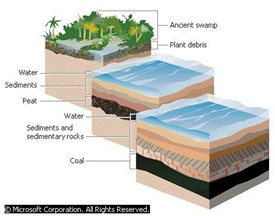 Ancient swamp
Plant debris
Water
Sediments
Peat
Water
Sediments and
sedimentary rocks
Coal
© Microsoft Corporation. All Rights Reserved.